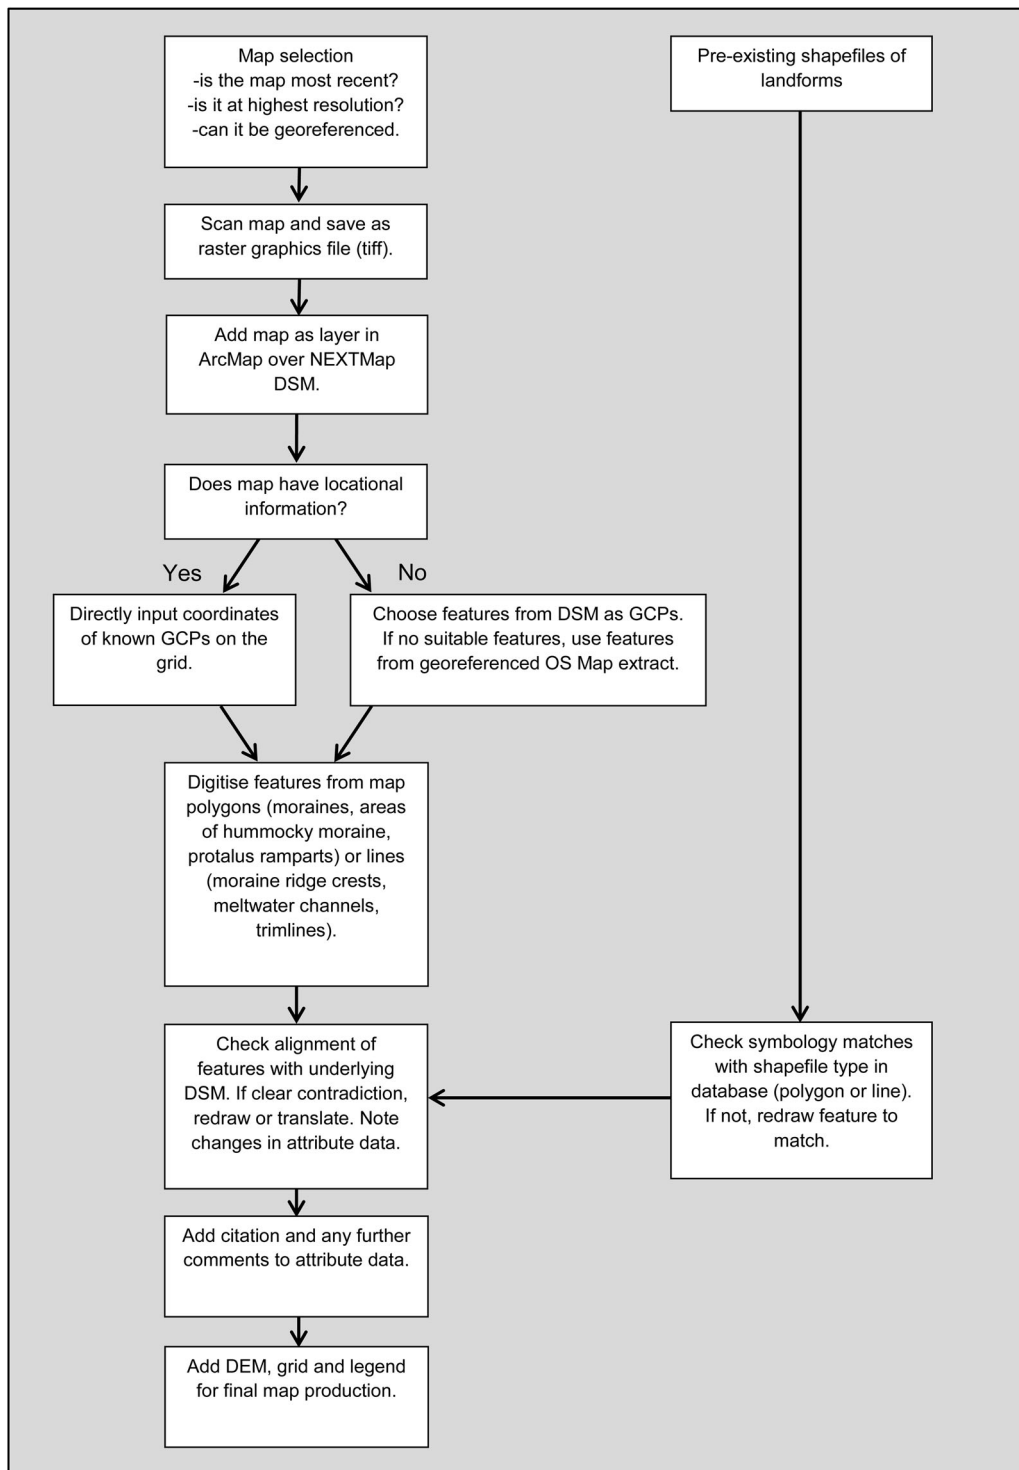 Map selection
-is the map most recent?
-is it at highest resolution?
-can it be georeferenced.
Pre-existing shapefiles of
landforms
Scan map and save as
raster graphics file (tiff).
Add map as layer in
ArcMap over NEXTMap
DSM.
Does map have locational
information?
Yes
No
Directly input coordinates
of known GCPs on the
grid.
Choose features from DSM as GCPs.
If no suitable features, use features
from georeferenced OS Map extract.
Digitise features from map
polygons (moraines, areas
of hummocky moraine,
protalus ramparts) or lines
(moraine ridge crests,
meltwater channels,
trimlines).
Check alignment of
features with underlying
DSM. If clear contradiction,
redraw or translate. Note
changes in attribute data.
Check symbology matches
with shapefile type in
database (polygon or line).
If not, redraw feature to
match.
Add citation and any further
comments to attribute data.
Add DEM, grid and legend
for final map production.